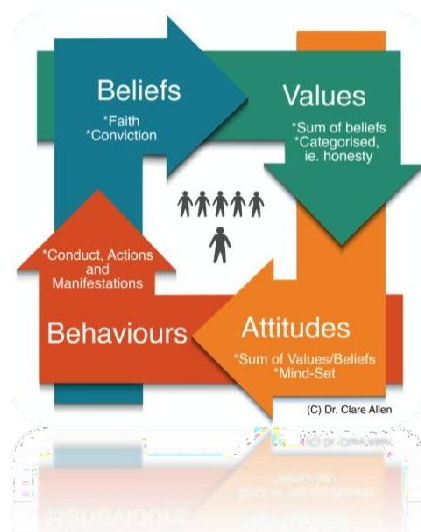 Beliefs
*Faith
*Conviction
Values
*Sum of beliefs
*Categorised,
ie. honesty
*Conduct, Actions
and
Manifestations
Behaviours
Attitudes
*Sum of Values/Beliefs
*Mind-Set
(C) Dr. Clare Allen